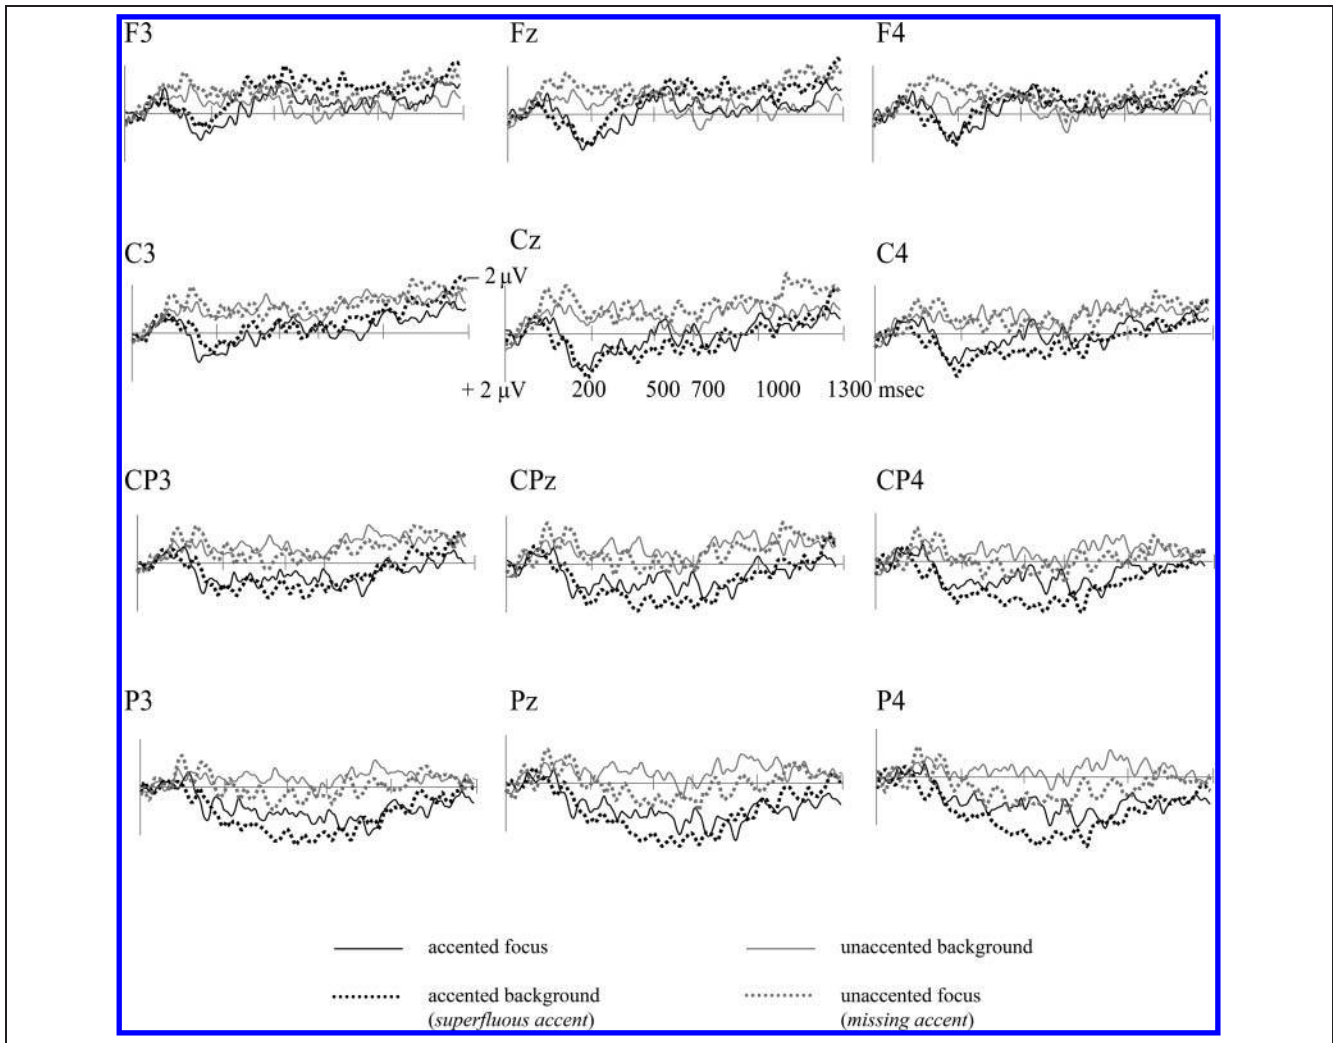 F3 Fz F4
C3 Cz C4
– 2 µV
+ 2 µV 200 500 700 1000 1300 msec
CP3 CPz CP4
P3 Pz P4
accented focus unaccented background
accented background unaccented focus
(superfluous accent) (missing accent)